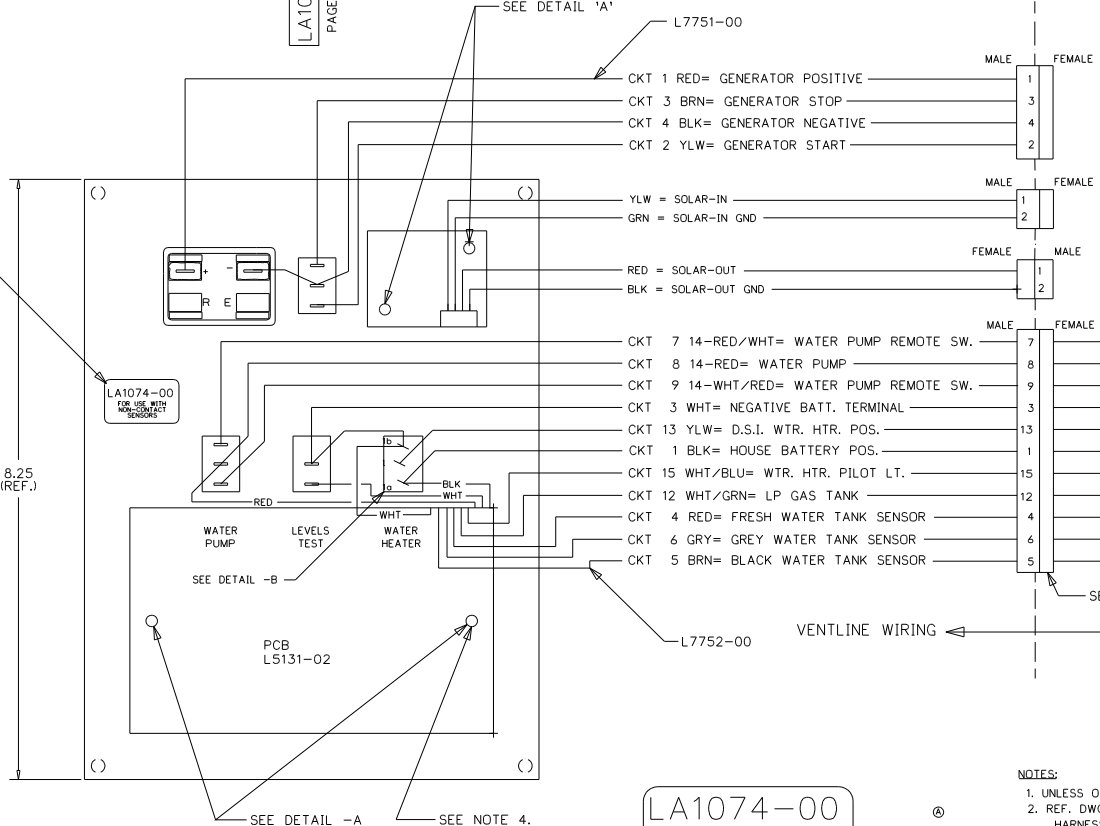 LA10
PAGE
SEE DETAIL 'A'
L7751-00
MALE FEMALE
CKT 1 RED= GENERATOR POSITIVE 1
CKT 3 BRN= GENERATOR STOP 3
CKT 4 BLK= GENERATOR NEGATIVE 4
CKT 2 YLW= GENERATOR START 2
MALE FEMALE
YLW = SOLAR-IN 1
GRN = SOLAR-IN GND 2
FEMALE MALE
RED = SOLAR-OUT 1
BLK = SOLAR-OUT GND 2
+ -
R E
MALE FEMALE
CKT 7 14-RED/WHT= WATER PUMP REMOTE SW. 7
CKT 8 14-RED= WATER PUMP 8
CKT 9 14-WHT/RED= WATER PUMP REMOTE SW. 9
CKT 3 WHT= NEGATIVE BATT. TERMINAL 3
CKT 13 YLW= D.S.I. WTR. HTR. POS. 13
CKT 1 BLK= HOUSE BATTERY POS. 1
CKT 15 WHT/BLU= WTR. HTR. PILOT LT. 15
CKT 12 WHT/GRN= LP GAS TANK 12
CKT 4 RED= FRESH WATER TANK SENSOR 4
CKT 6 GRY= GREY WATER TANK SENSOR 6
CKT 5 BRN= BLACK WATER TANK SENSOR 5
LA1074-00
FOR USE WITH
NON-CONTACT
SENSORS
8.25
(REF.)
1b
1
1a
BLK
WHT
RED
WHT
WATER
PUMP
LEVELS
TEST
WATER
HEATER
SEE DETAIL -B
PCB
L5131-02
L7752-00
VENTLINE WIRING
SE
SEE DETAIL -A
SEE NOTE 4.
LA1074-00
A
NOTES:
1. UNLESS O
2. REF. DWG
HARNES